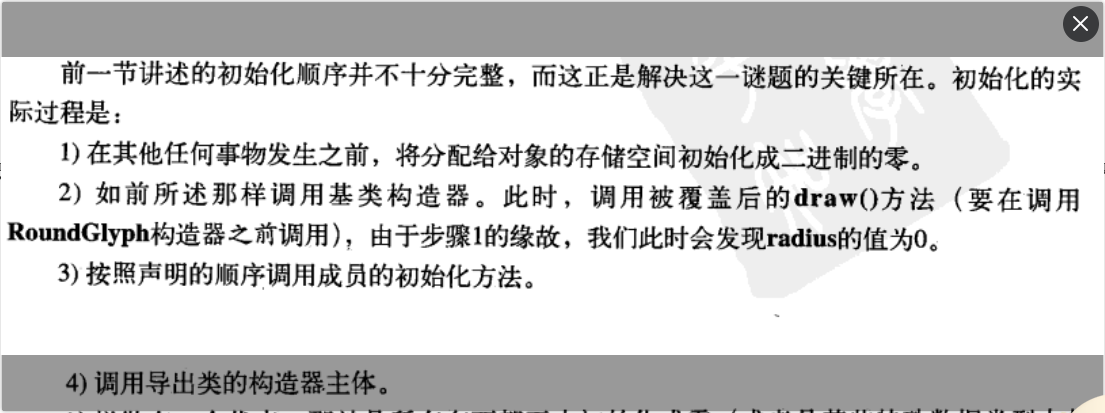 前一节讲述的初始化顺序并不十分完整，而这正是解决这一谜题的关键所在。初始化的实
际过程是：
1) 在其他任何事物发生之前，将分配给对象的存储空间初始化成二进制的零。
2) 如前所述那样调用基类构造器。此时，调用被覆盖后的draw()方法（要在调用
RoundGlyph构造器之前调用），由于步骤1的缘故，我们此时会发现radius的值为0。
3) 按照声明的顺序调用成员的初始化方法。
4) 调用导出类的构造器主体。